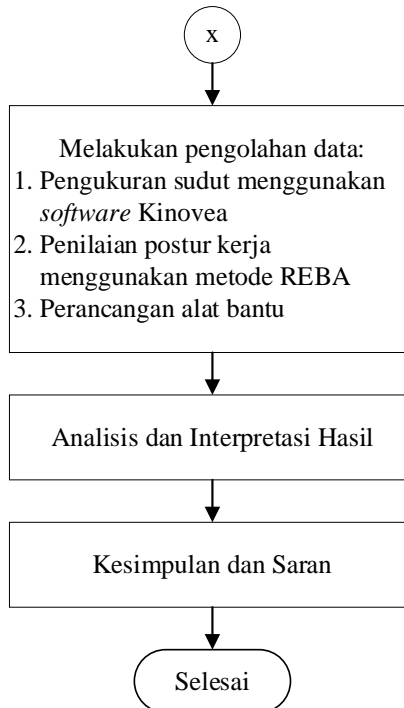 x
Melakukan pengolahan data:
1. Pengukuran sudut menggunakan
software Kinovea
2. Penilaian postur kerja
menggunakan metode REBA
3. Perancangan alat bantu
Analisis dan Interpretasi Hasil
Kesimpulan dan Saran
Selesai